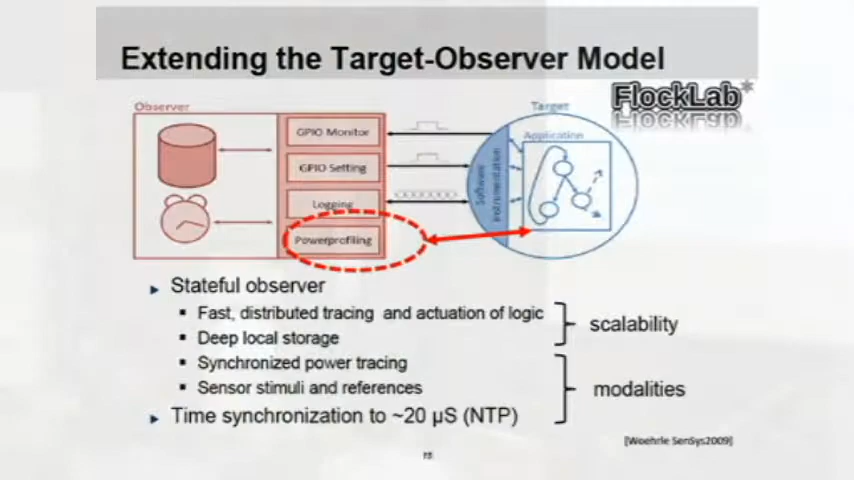 Extending the Target-Observer Model
FlockLab*
Observer
Target
GPIO Monitor
GPIO Setting
Logging
Powerprofiling
Software
Instrumentation
Application
Stateful observer
Fast, distributed tracing and actuation of logic
Deep local storage
scalability
Synchronized power tracing
Sensor stimuli and references
modalities
Time synchronization to ~20 µS (NTP)
[Woehrle SenSys2009]